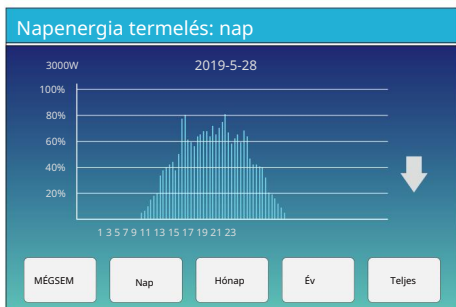 Napenergia termelés: nap
3000W 2019-5-28
100%
80%
60%
40%
20%
1 3 5 7 9 11 13 15 17 19 21 23
MÉGSEM Nap Hónap Év Teljes